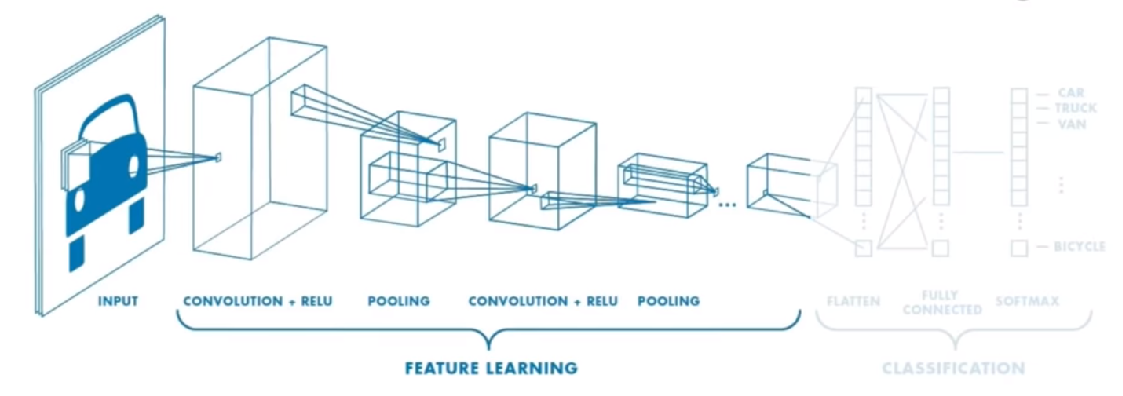 CAR
TRUCK
VAN
BICYCLE
INPUT
CONVOLUTION + RELU
POOLING
CONVOLUTION + RELU
POOLING
FLATTEN
FULLY
CONNECTED
SOFTMAX
FEATURE LEARNING
CLASSIFICATION